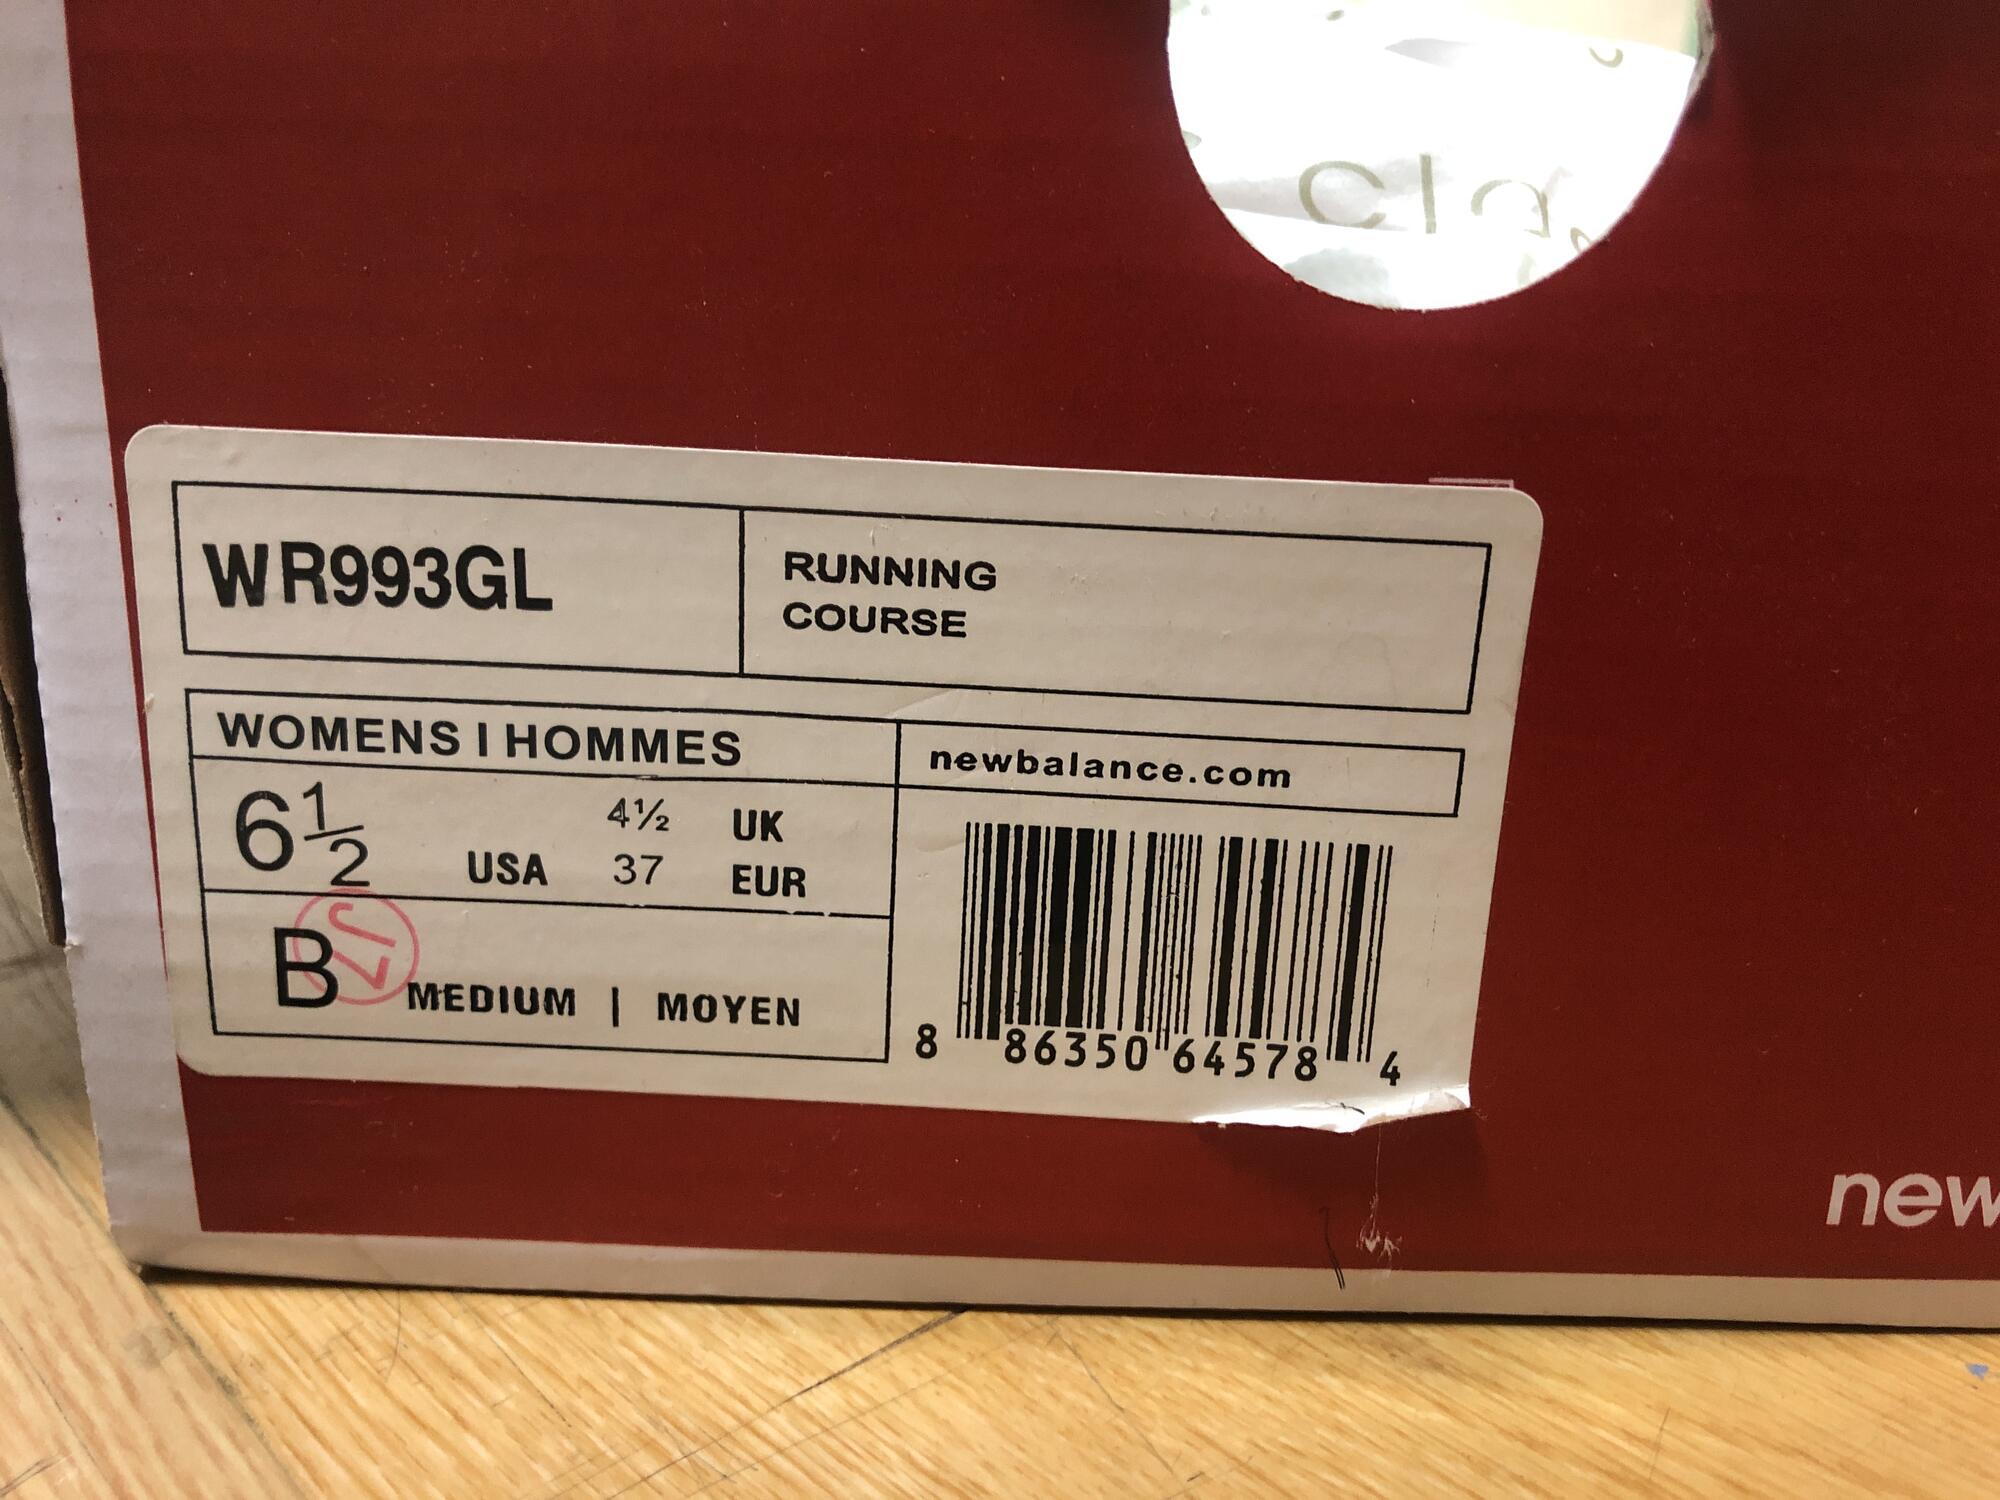 cla
WR993GL
RUNNING
COURSE
WOMENS | HOMMES
newbalance.com
6½ USA
4½ UK
37 EUR
B MEDIUM | MOYEN
8 86350 64578 4
new